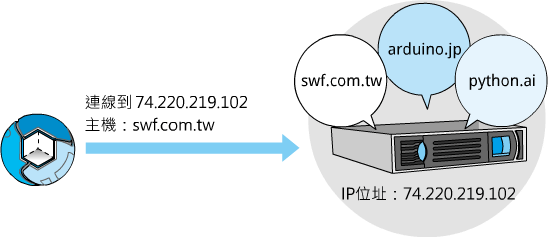 連線到 74.220.219.102
主機：swf.com.tw
arduino.jp
swf.com.tw
python.ai
IP位址：74.220.219.102